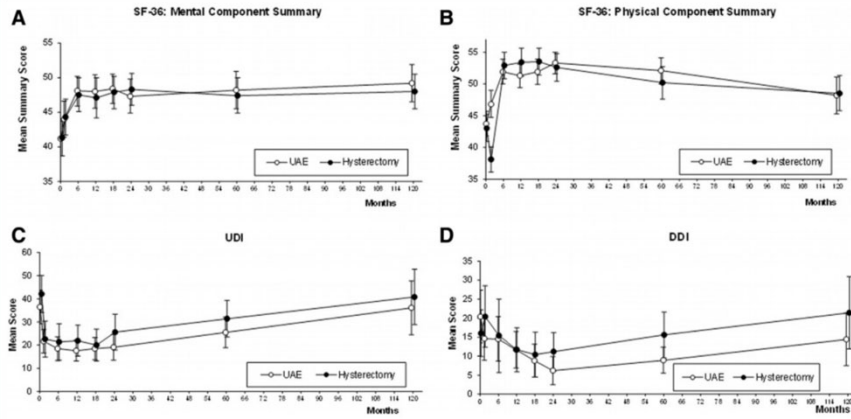 A
SF-36: Mental Component Summary
Mean Summary Score
55
50
45
40
35
UAE
Hysterectomy
0 6 12 18 24 30 36 42 48 54 60 66 72 78 84 90 96 102 108 114 120
Months
B
SF-36: Physical Component Summary
Mean Summary Score
55
50
45
40
35
UAE
Hysterectomy
0 6 12 18 24 30 36 42 48 54 60 66 72 78 84 90 96 102 108 114 120
Months
C
UDI
Mean Score
60
50
40
30
20
10
0
UAE
Hysterectomy
0 6 12 18 24 30 36 42 48 54 60 66 72 78 84 90 96 102 108 114 120
Months
D
DDI
Mean Score
35
30
25
20
15
10
5
0
UAE
Hysterectomy
0 6 12 18 24 30 36 42 48 54 60 66 72 78 84 90 96 102 108 114 120
Months